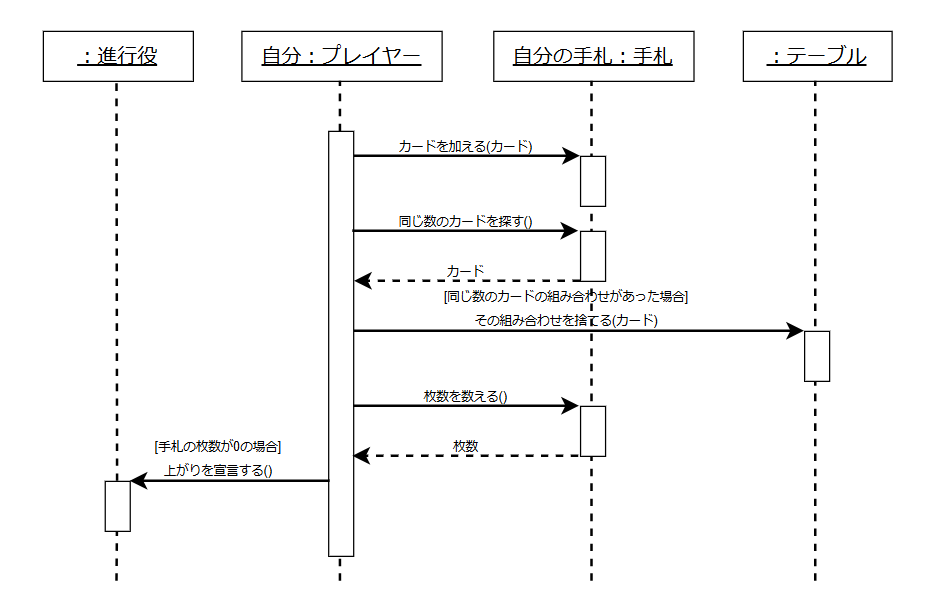 ：進行役
自分：プレイヤー
自分の手札：手札
：テーブル
カードを加える(カード)
同じ数のカードを探す()
カード
[同じ数のカードの組み合わせがあった場合]
その組み合わせを捨てる(カード)
枚数を数える()
[手札の枚数が0の場合]
枚数
上がりを宣言する()